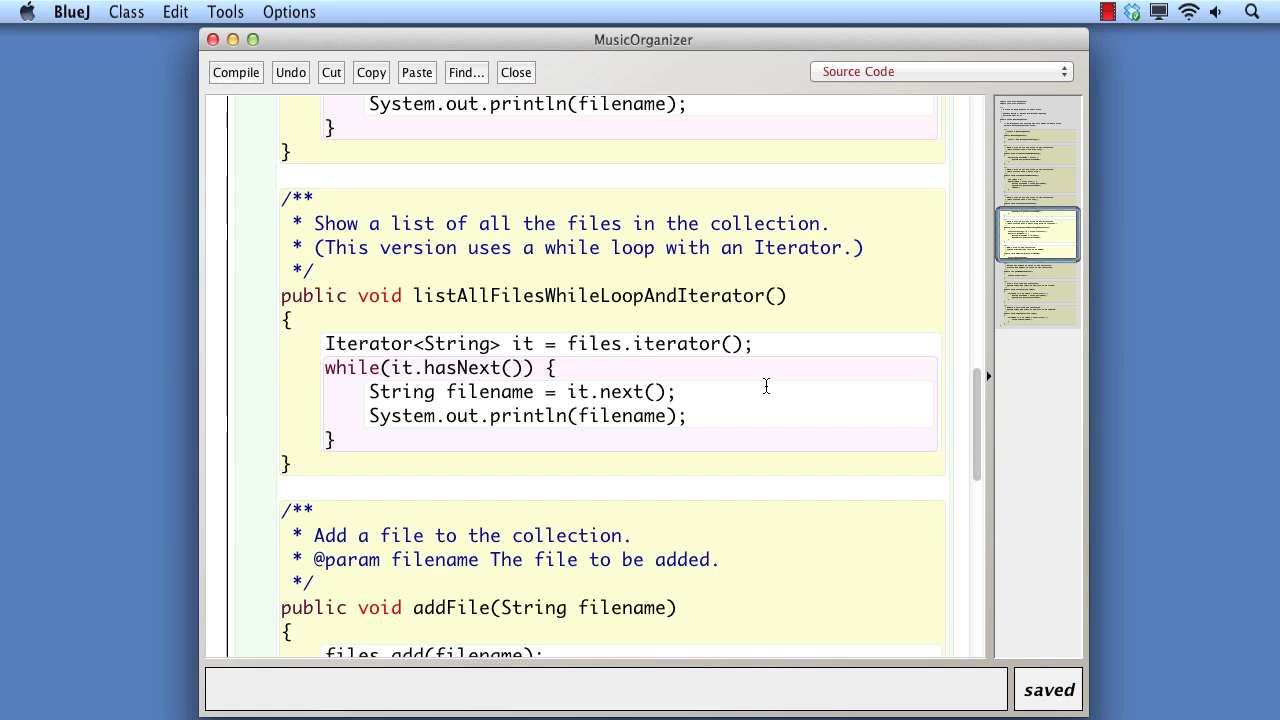 BlueJ Class Edit Tools Options
MusicOrganizer
Compile Undo Cut Copy Paste Find... Close Source Code
System.out.println(filename);
}
}
/**
* Show a list of all the files in the collection.
* (This version uses a while loop with an Iterator.)
*/
public void listAllFilesWhileLoopAndIterator()
{
Iterator<String> it = files.iterator();
while(it.hasNext()) {
String filename = it.next();
System.out.println(filename);
}
}
/**
* Add a file to the collection.
* @param filename The file to be added.
*/
public void addFile(String filename)
{
files.add(filename);
saved